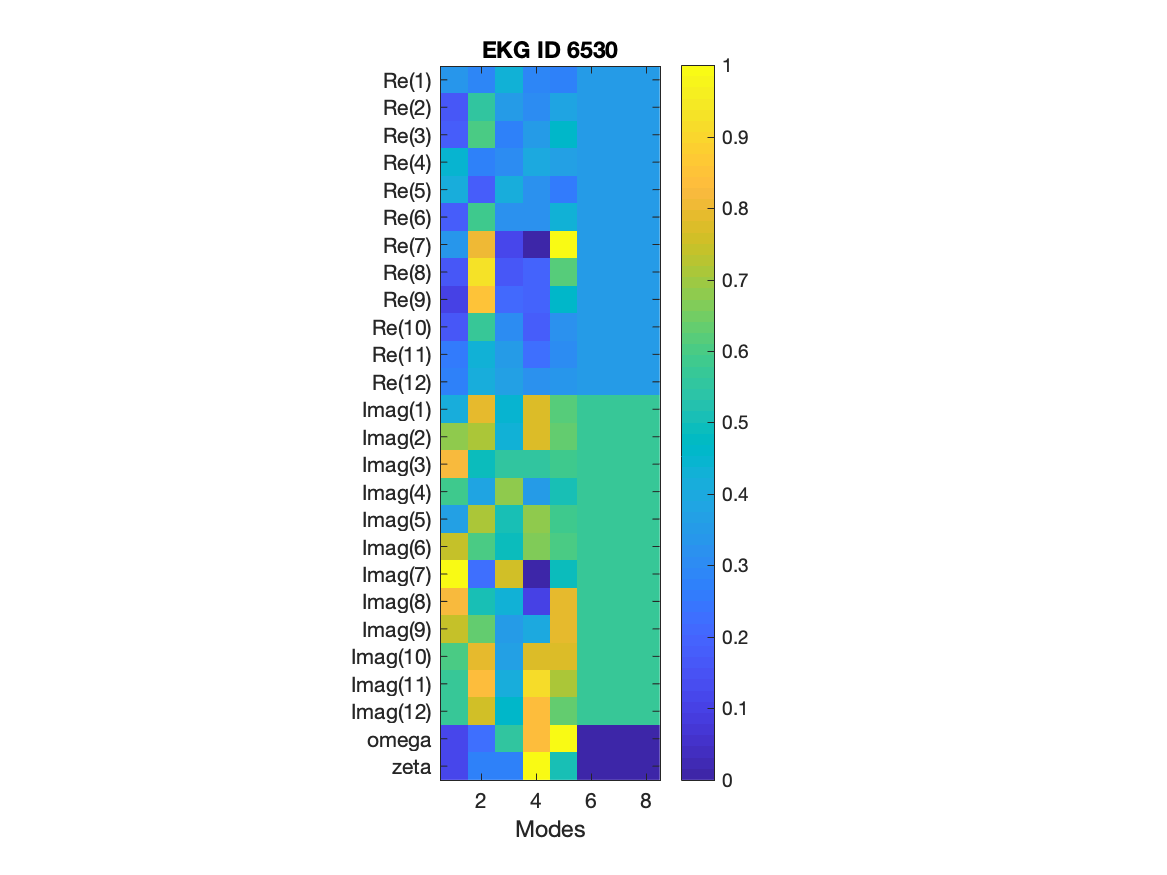 EKG ID 6530
Re(1)
Re(2)
Re(3)
Re(4)
Re(5)
Re(6)
Re(7)
Re(8)
Re(9)
Re(10)
Re(11)
Re(12)
Imag(1)
Imag(2)
Imag(3)
Imag(4)
Imag(5)
Imag(6)
Imag(7)
Imag(8)
Imag(9)
Imag(10)
Imag(11)
Imag(12)
omega
zeta
2 4 6 8
Modes
1
0.9
0.8
0.7
0.6
0.5
0.4
0.3
0.2
0.1
0